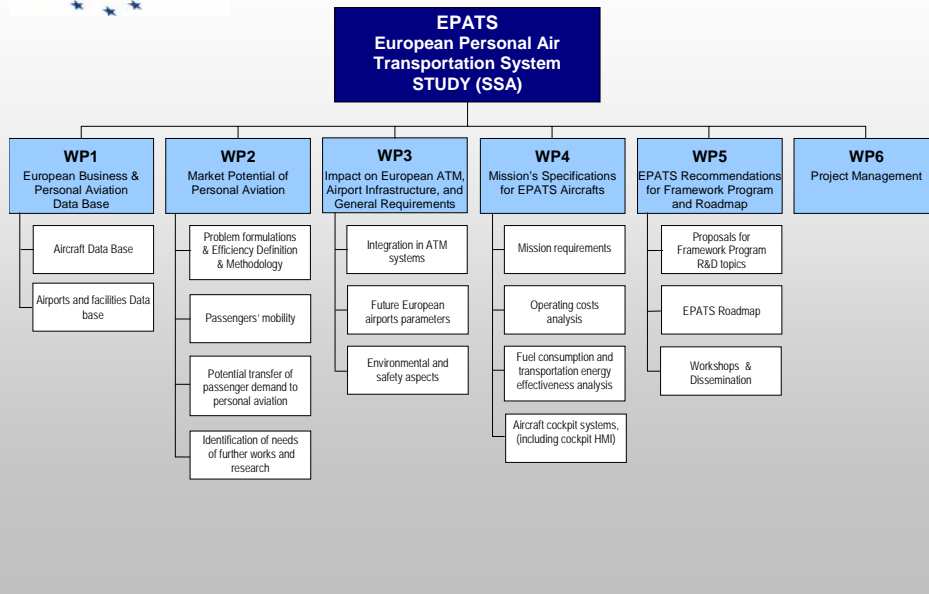 EPATS
European Personal Air
Transportation System
STUDY (SSA)
WP1
European Business &
Personal Aviation
Data Base
Aircraft Data Base
Airports and facilities Data
base
WP2
Market Potential of
Personal Aviation
Problem formulations
& Efficiency Definition
& Methodology
Passengers' mobility
Potential transfer of
passenger demand to
personal aviation
Identification of needs
of further works and
research
WP3
Impact on European ATM,
Airport Infrastructure, and
General Requirements
Integration in ATM
systems
Future European
airports parameters
Environmental and
safety aspects
WP4
Mission's Specifications
for EPATS Aircrafts
Mission requirements
Operating costs
analysis
Fuel consumption and
transportation energy
effectiveness analysis
Aircraft cockpit systems,
(including cockpit HMI)
WP5
EPATS Recommendations
for Framework Program
and Roadmap
Proposals for
Framework Program
R&D topics
EPATS Roadmap
Workshops &
Dissemination
WP6
Project Management